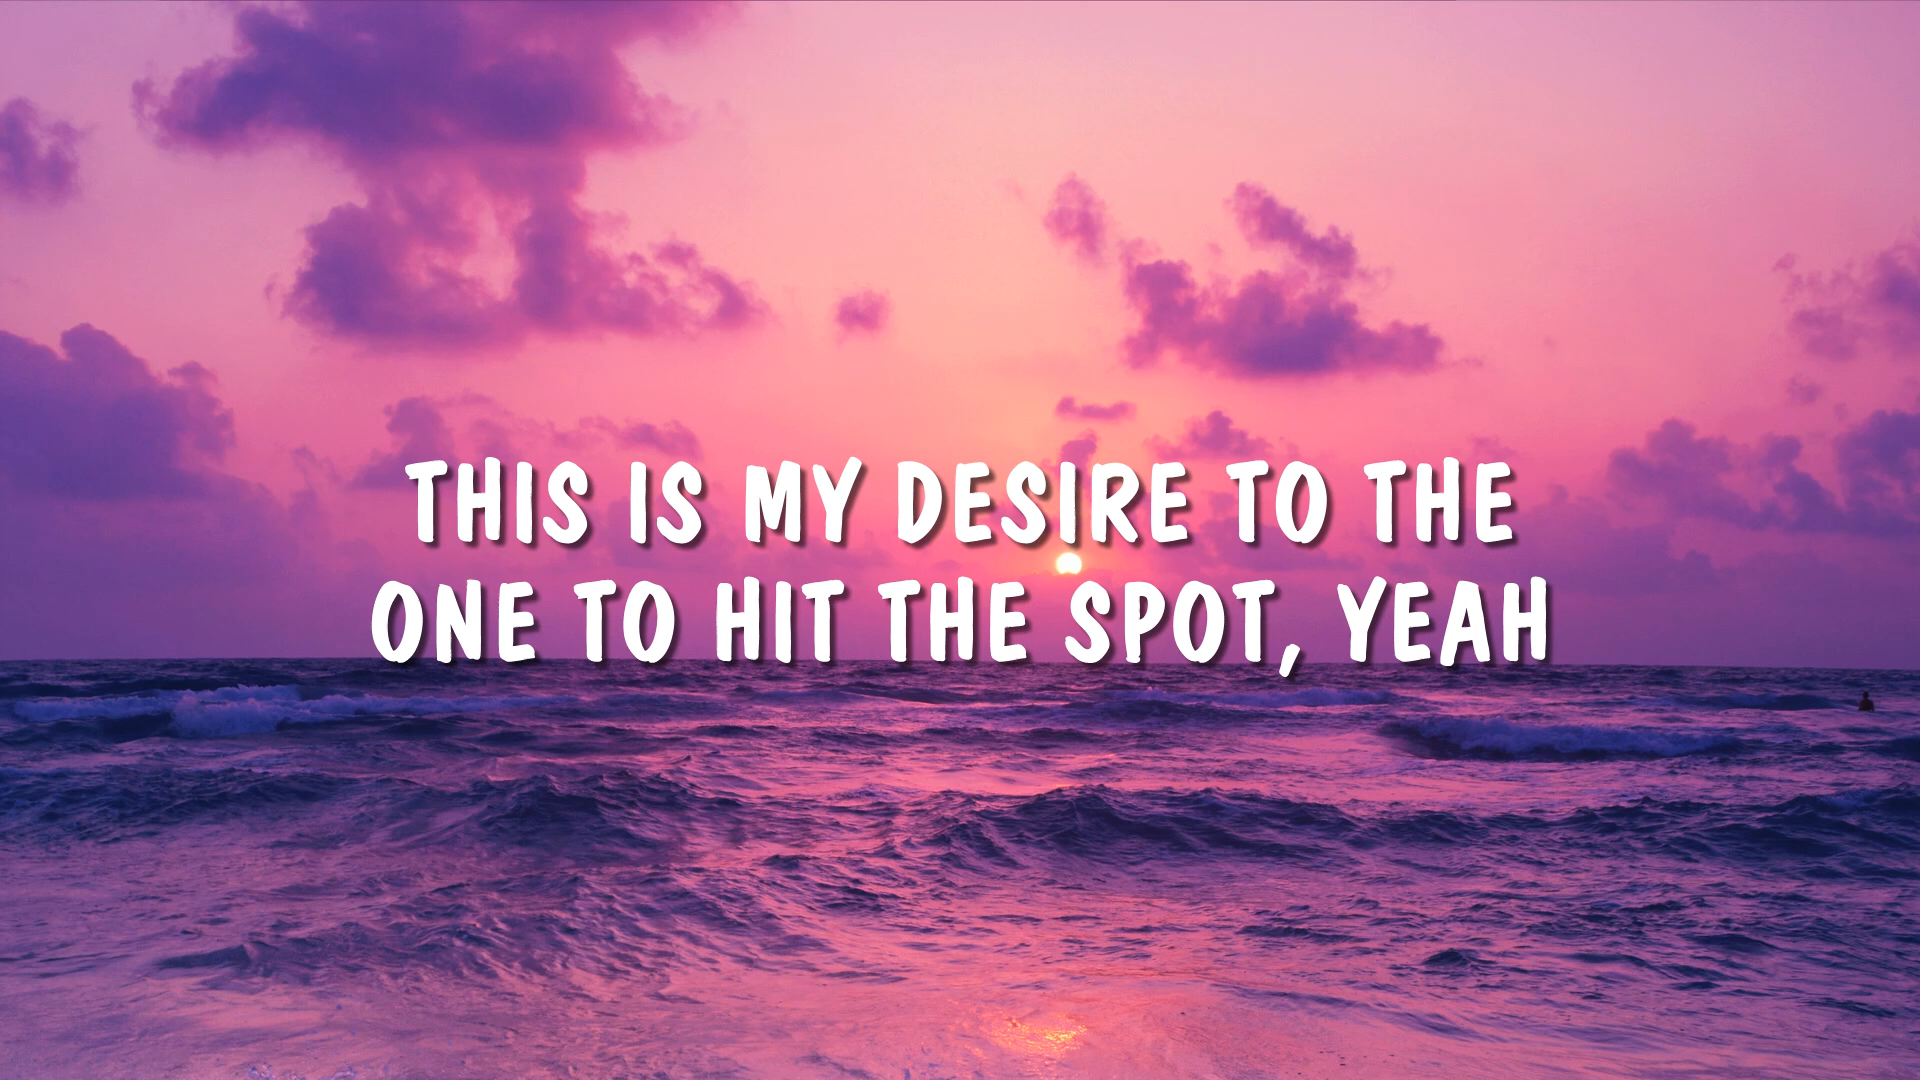 THIS IS MY DESIRE TO THE
ONE TO HIT THE SPOT, YEAH